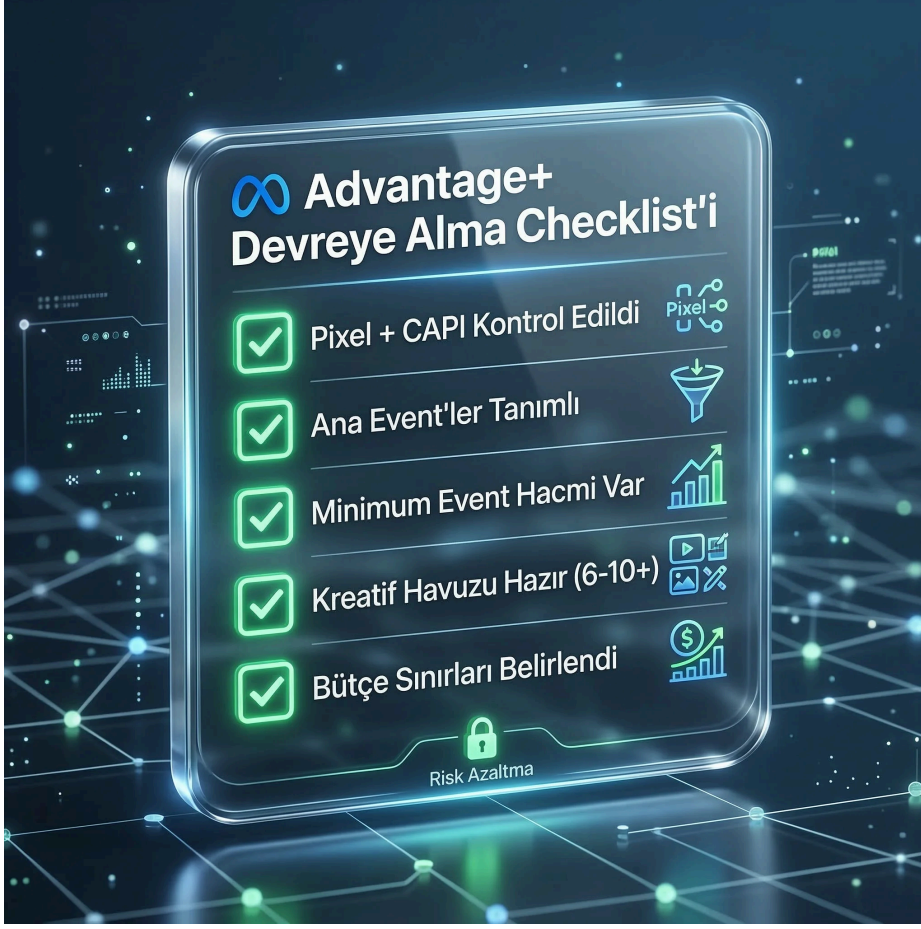 Advantage+
Devreye Alma Checklist'i
Pixel + CAPI Kontrol Edildi
Pixel
Ana Event'ler Tanımlı
Minimum Event Hacmi Var
Kreatif Havuzu Hazır (6-10+)
Bütçe Sınırları Belirlendi
$
Risk Azaltma